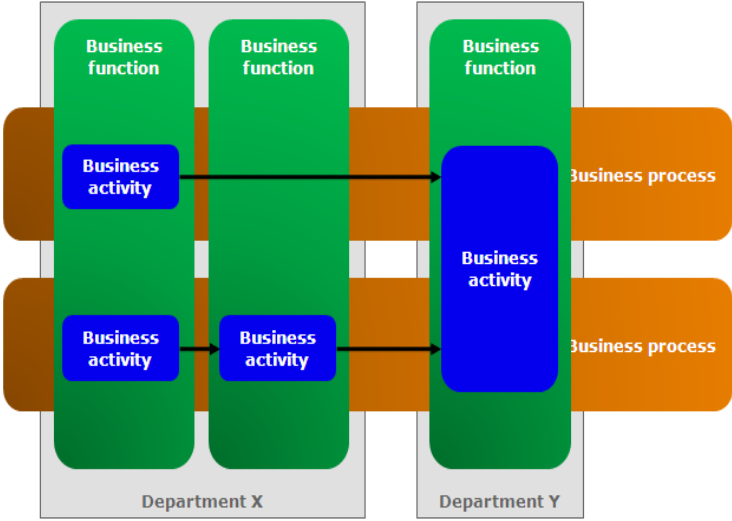 Business
function
Business
function
Business
function
Business
activity
Business process
Business
activity
Business
activity
Business
activity
Business process
Department X
Department Y